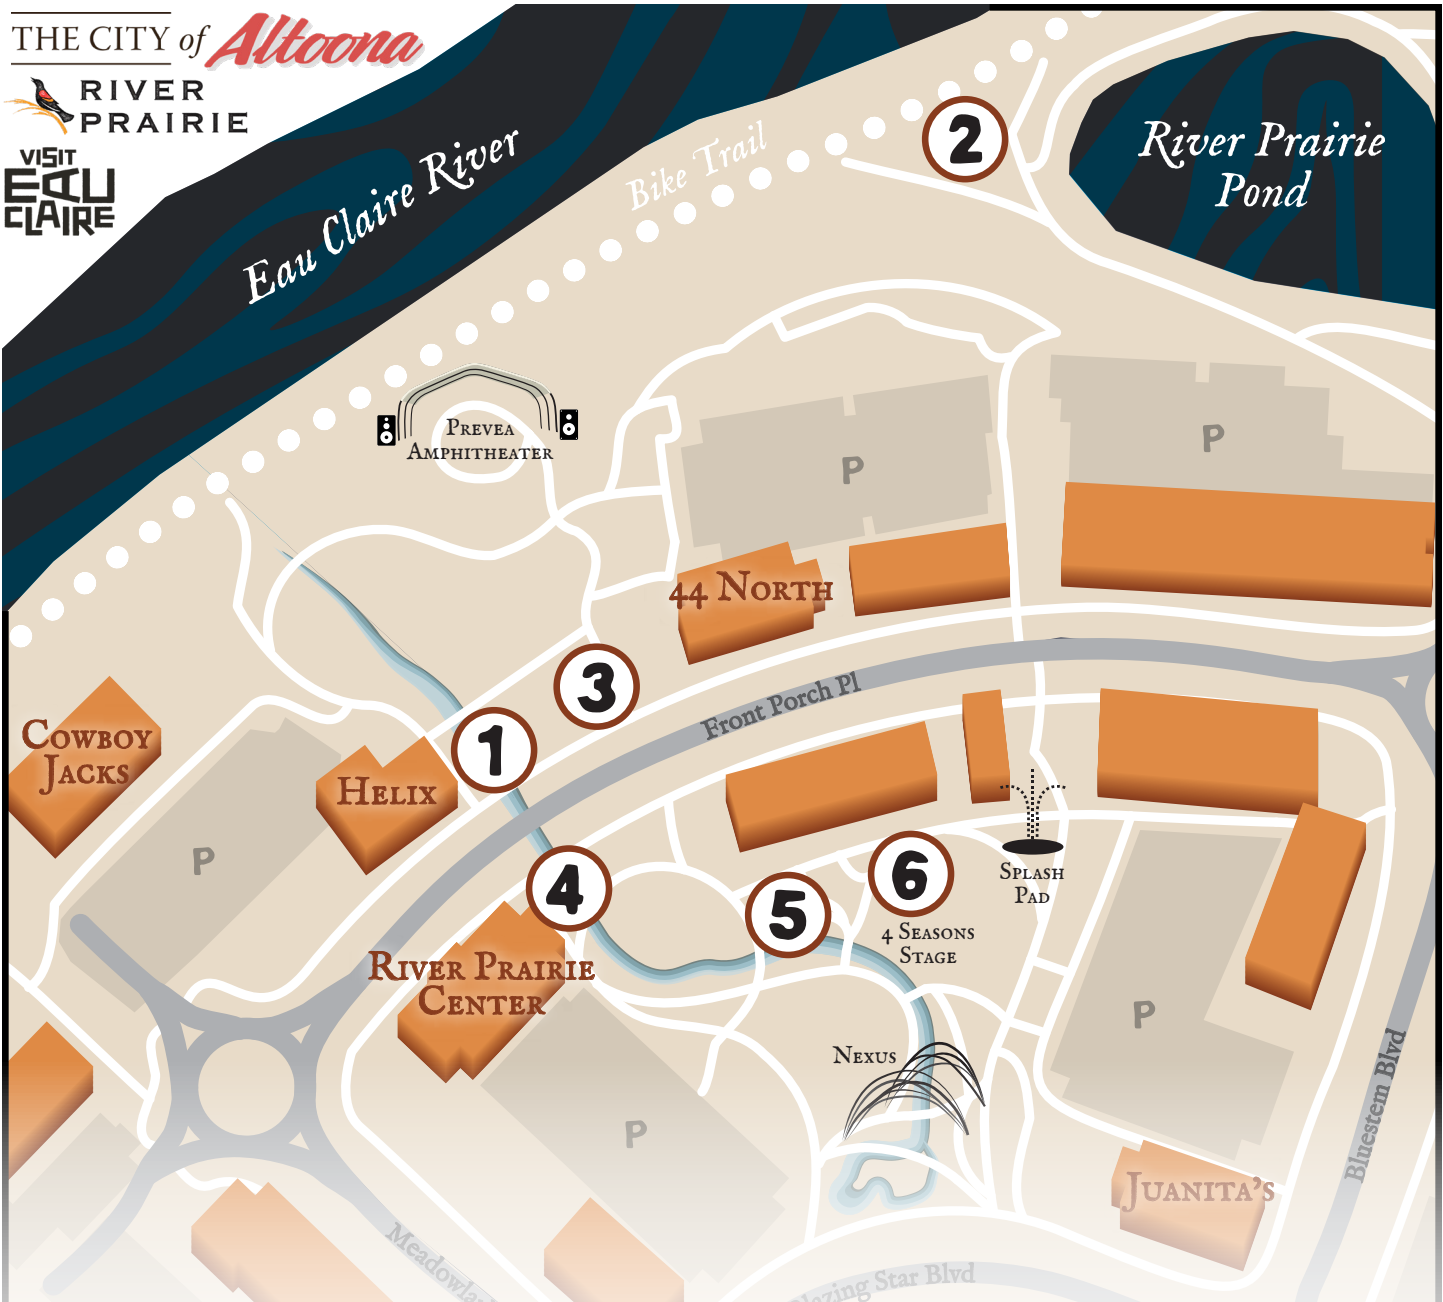 THE CITY of Altoona
RIVER
PRAIRIE
VISIT
EAU
CLAIRE
Eau Claire River
Bike Trail
2
River Prairie
Pond
Prevea
Amphitheater
P
P
44 North
3
Front Porch Pl
Cowboy
Jacks
1
Helix
P
4
5
6
Splash
Pad
4 Seasons
Stage
River Prairie
Center
P
Nexus
P
Bluestem Blvd
Juanita's
Star Blvd